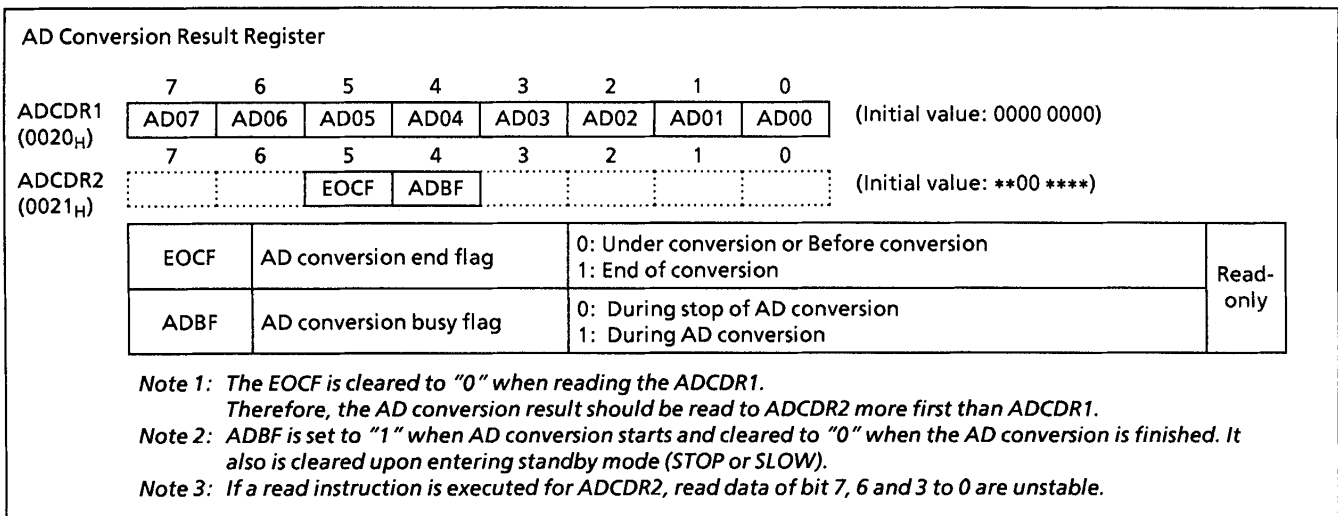 AD Conversion Result Register
7 6 5 4 3 2 1 0
ADCDR1 AD07 AD06 AD05 AD04 AD03 AD02 AD01 AD00 (Initial value: 0000 0000)
(0020H)
7 6 5 4 3 2 1 0
ADCDR2 EOCF ADBF (Initial value: **00 ****)
(0021H)
EOCF AD conversion end flag 0: Under conversion or Before conversion
1: End of conversion
Read-
only
ADBF AD conversion busy flag 0: During stop of AD conversion
1: During AD conversion
Note 1: The EOCF is cleared to "0" when reading the ADCDR1.
Therefore, the AD conversion result should be read to ADCDR2 more first than ADCDR1.
Note 2: ADBF is set to "1" when AD conversion starts and cleared to "0" when the AD conversion is finished. It
also is cleared upon entering standby mode (STOP or SLOW).
Note 3: If a read instruction is executed for ADCDR2, read data of bit 7, 6 and 3 to 0 are unstable.